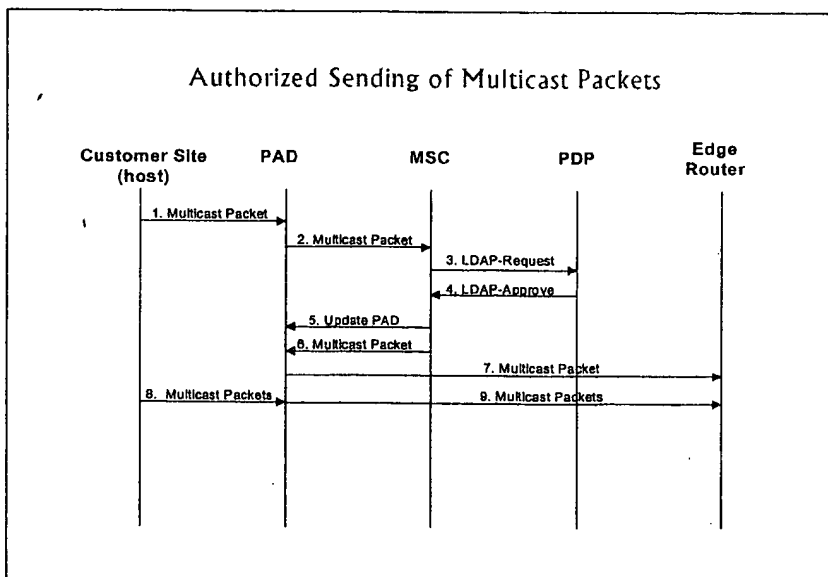 Authorized Sending of Multicast Packets
Customer Site
(host)
PAD
MSC
PDP
Edge
Router
1. Multicast Packet
2. Multicast Packet
3. LDAP-Request
4. LDAP-Approve
5. Update PAD
6. Multicast Packet
7. Multicast Packet
8. Multicast Packets
9. Multicast Packets